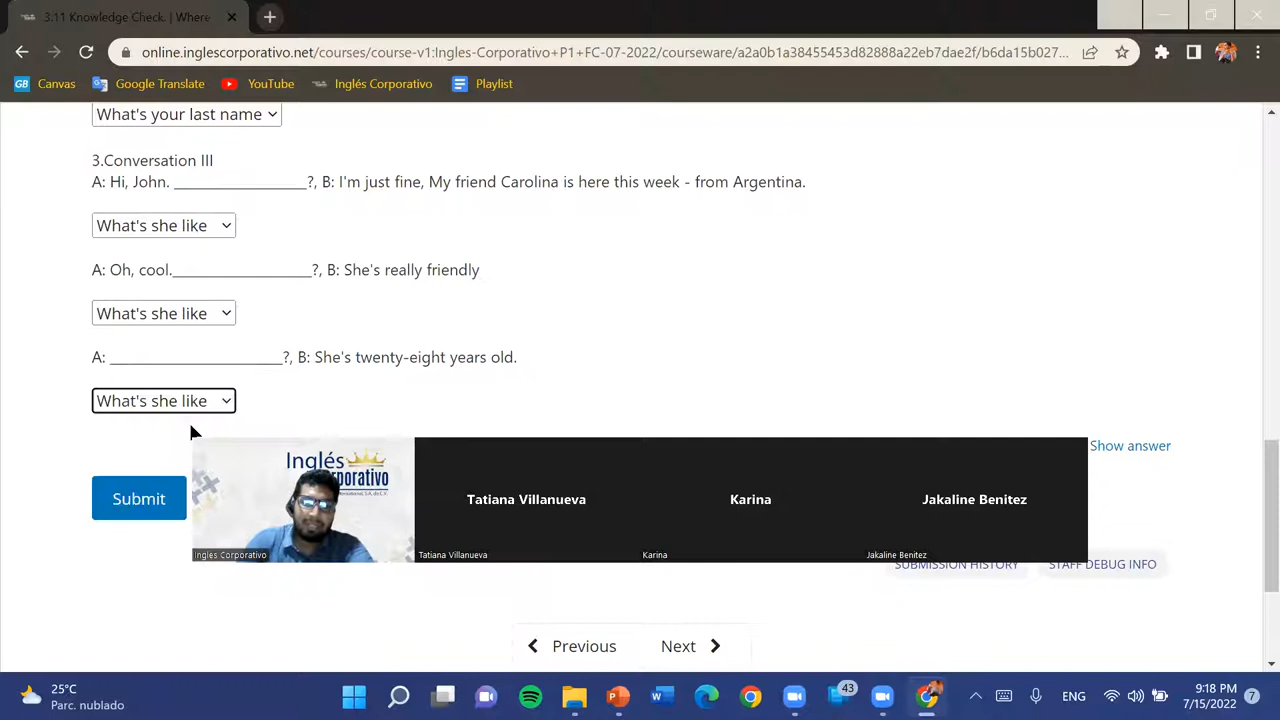 3.11 Knowledge Check. | Where
online.inglescorporativo.net/courses/course-v1:Ingles-Corporativo+P1+FC-07-2022/courseware/a2a0b1a38455453d82888a22eb7dae2f/b6da15b027...
GB Canvas Google Translate YouTube Inglés Corporativo Playlist
What's your last name
3.Conversation III
A: Hi, John. _________________?, B: I'm just fine, My friend Carolina is here this week - from Argentina.
What's she like
A: Oh, cool.__________________?, B: She's really friendly
What's she like
A: ______________________?, B: She's twenty-eight years old.
What's she like
Show answer
Submit
Inglés
Tatiana Villanueva Karina Jakaline Benitez
Ingles Corporativo Tatiana Villanueva Karina Jakaline Benitez
SUBMISSION HISTORY STAFF DEBUG INFO
Previous Next
25°C
Parc. nublado
43
ENG
9:18 PM
7/15/2022
7